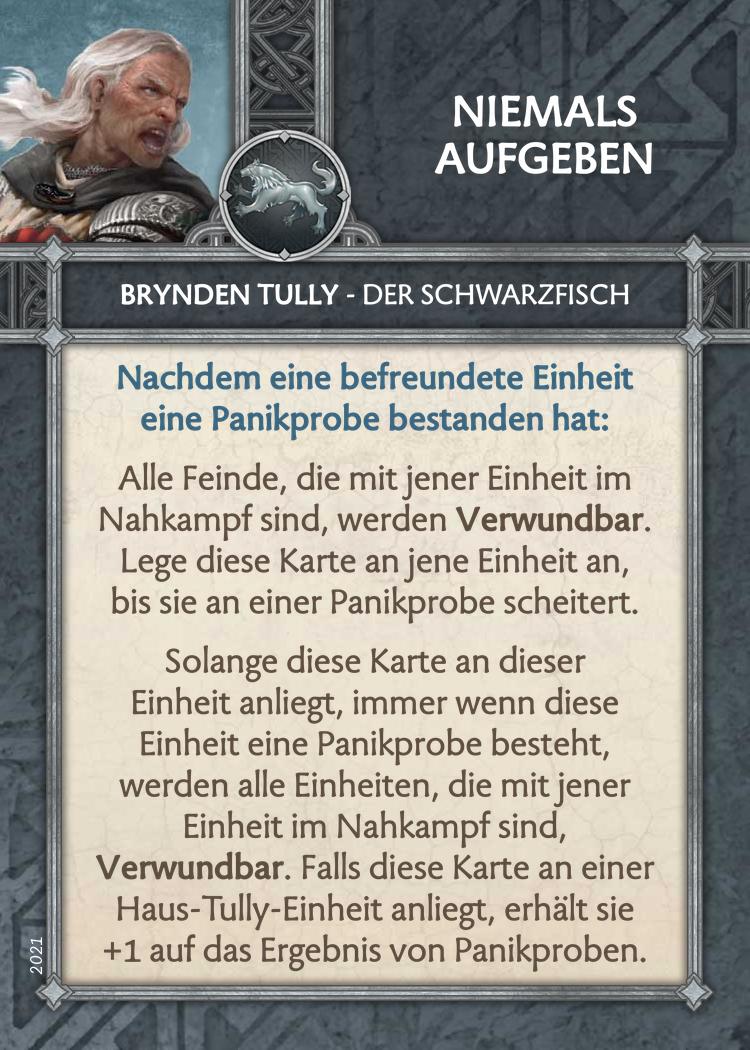 NIEMALS
AUFGEBEN
BRYNDEN TULLY - DER SCHWARZFISCH
Nachdem eine befreundete Einheit
eine Panikprobe bestanden hat:
Alle Feinde, die mit jener Einheit im
Nahkampf sind, werden Verwundbar.
Lege diese Karte an jene Einheit an,
bis sie an einer Panikprobe scheitert.
Solange diese Karte an dieser
Einheit anliegt, immer wenn diese
Einheit eine Panikprobe besteht,
werden alle Einheiten, die mit jener
Einheit im Nahkampf sind,
Verwundbar. Falls diese Karte an einer
Haus-Tully-Einheit anliegt, erhält sie
+1 auf das Ergebnis von Panikproben.
2021